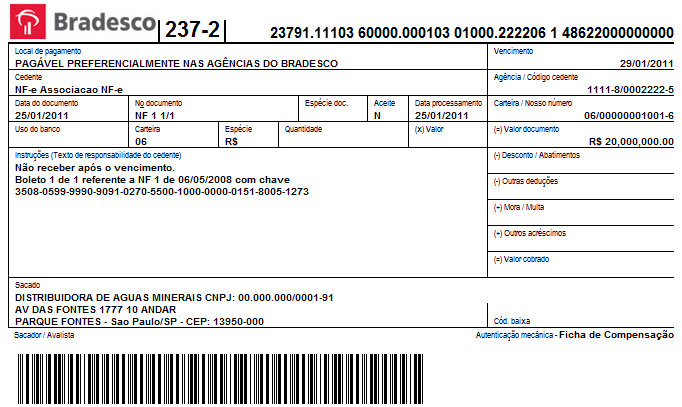 Bradesco 237-2 23791.11103 60000.000103 01000.222206 1 48622000000000
Local de pagamento Vencimento
PAGÁVEL PREFERENCIALMENTE NAS AGÊNCIAS DO BRADESCO 29/01/2011
Cedente Agência / Código cedente
NF-e Associacao NF-e 1111-8/0002222-5
Data do documento Ng documento Espécie doc. Aceite Data processamento Carteira / Nosso número
25/01/2011 NF 1 1/1 N 25/01/2011 06/00000001001-6
Uso do banco Carteira Espécie Quantidade (x) Valor (=) Valor documento
06 R$ R$ 20,000,000.00
Instruções (Texto de responsabilidade do cedente) (-) Desconto / Abatimentos
Não receber após o vencimento.
Boleto 1 de 1 referente a NF 1 de 06/05/2008 com chave
3508-0599-9990-9091-0270-5500-1000-0000-0151-8005-1273
(-) Outras deduções
(+) Mora / Multa
(+) Outros acréscimos
(=) Valor cobrado
Sacado
DISTRIBUIDORA DE AGUAS MINERAIS CNPJ: 00.000.000/0001-91
AV DAS FONTES 1777 10 ANDAR
PARQUE FONTES - Sao Paulo/SP - CEP: 13950-000 Cód. baixa
Sacador / Avalista Autenticação mecânica - Ficha de Compensação